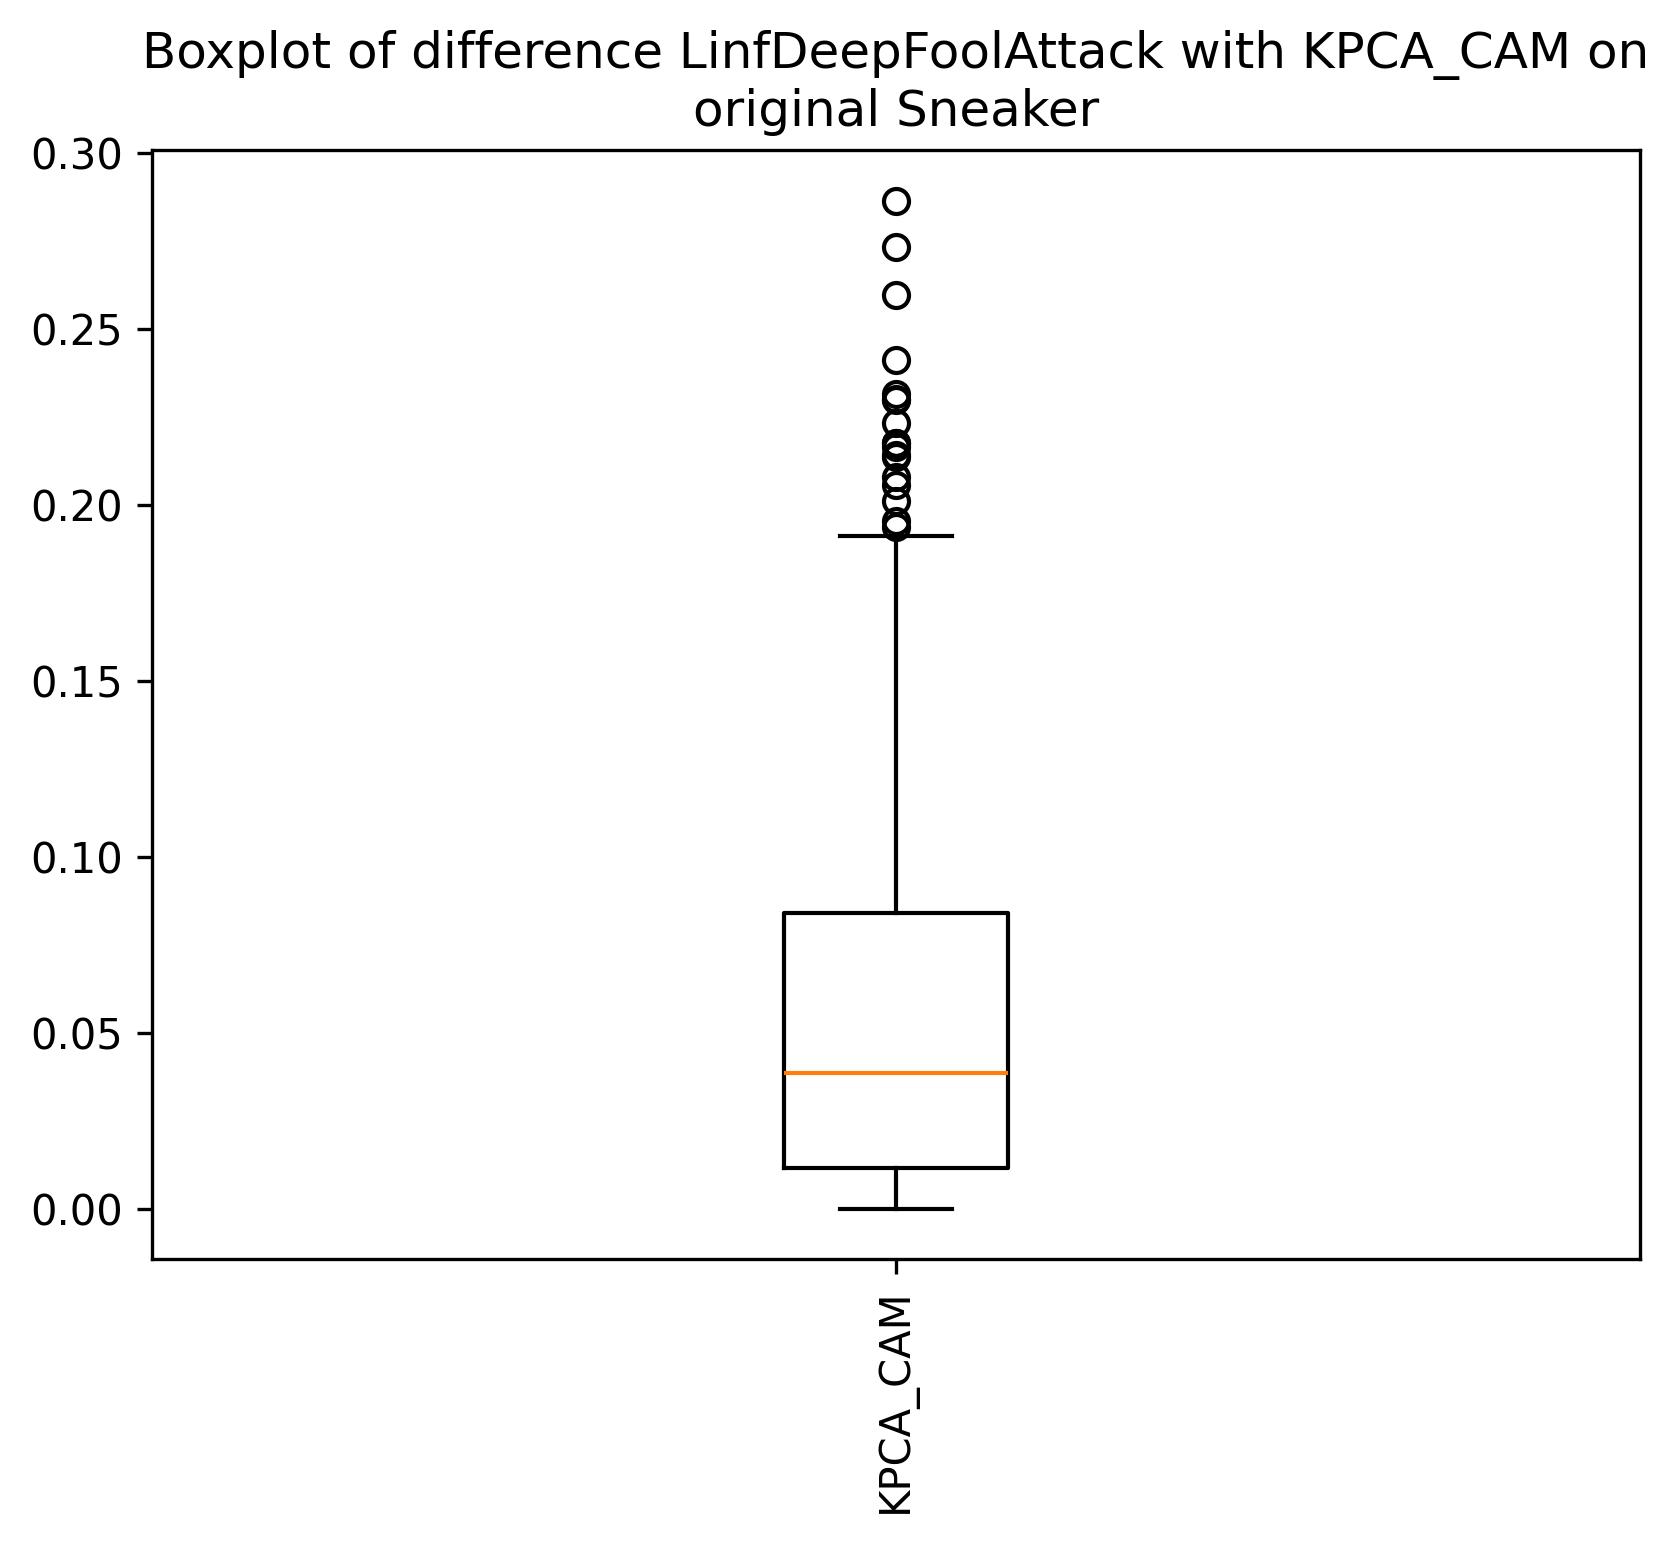 Boxplot of difference LinfDeepFoolAttack with KPCA_CAM on
original Sneaker
0.30
0.25
0.20
0.15
0.10
0.05
0.00
KPCA_CAM